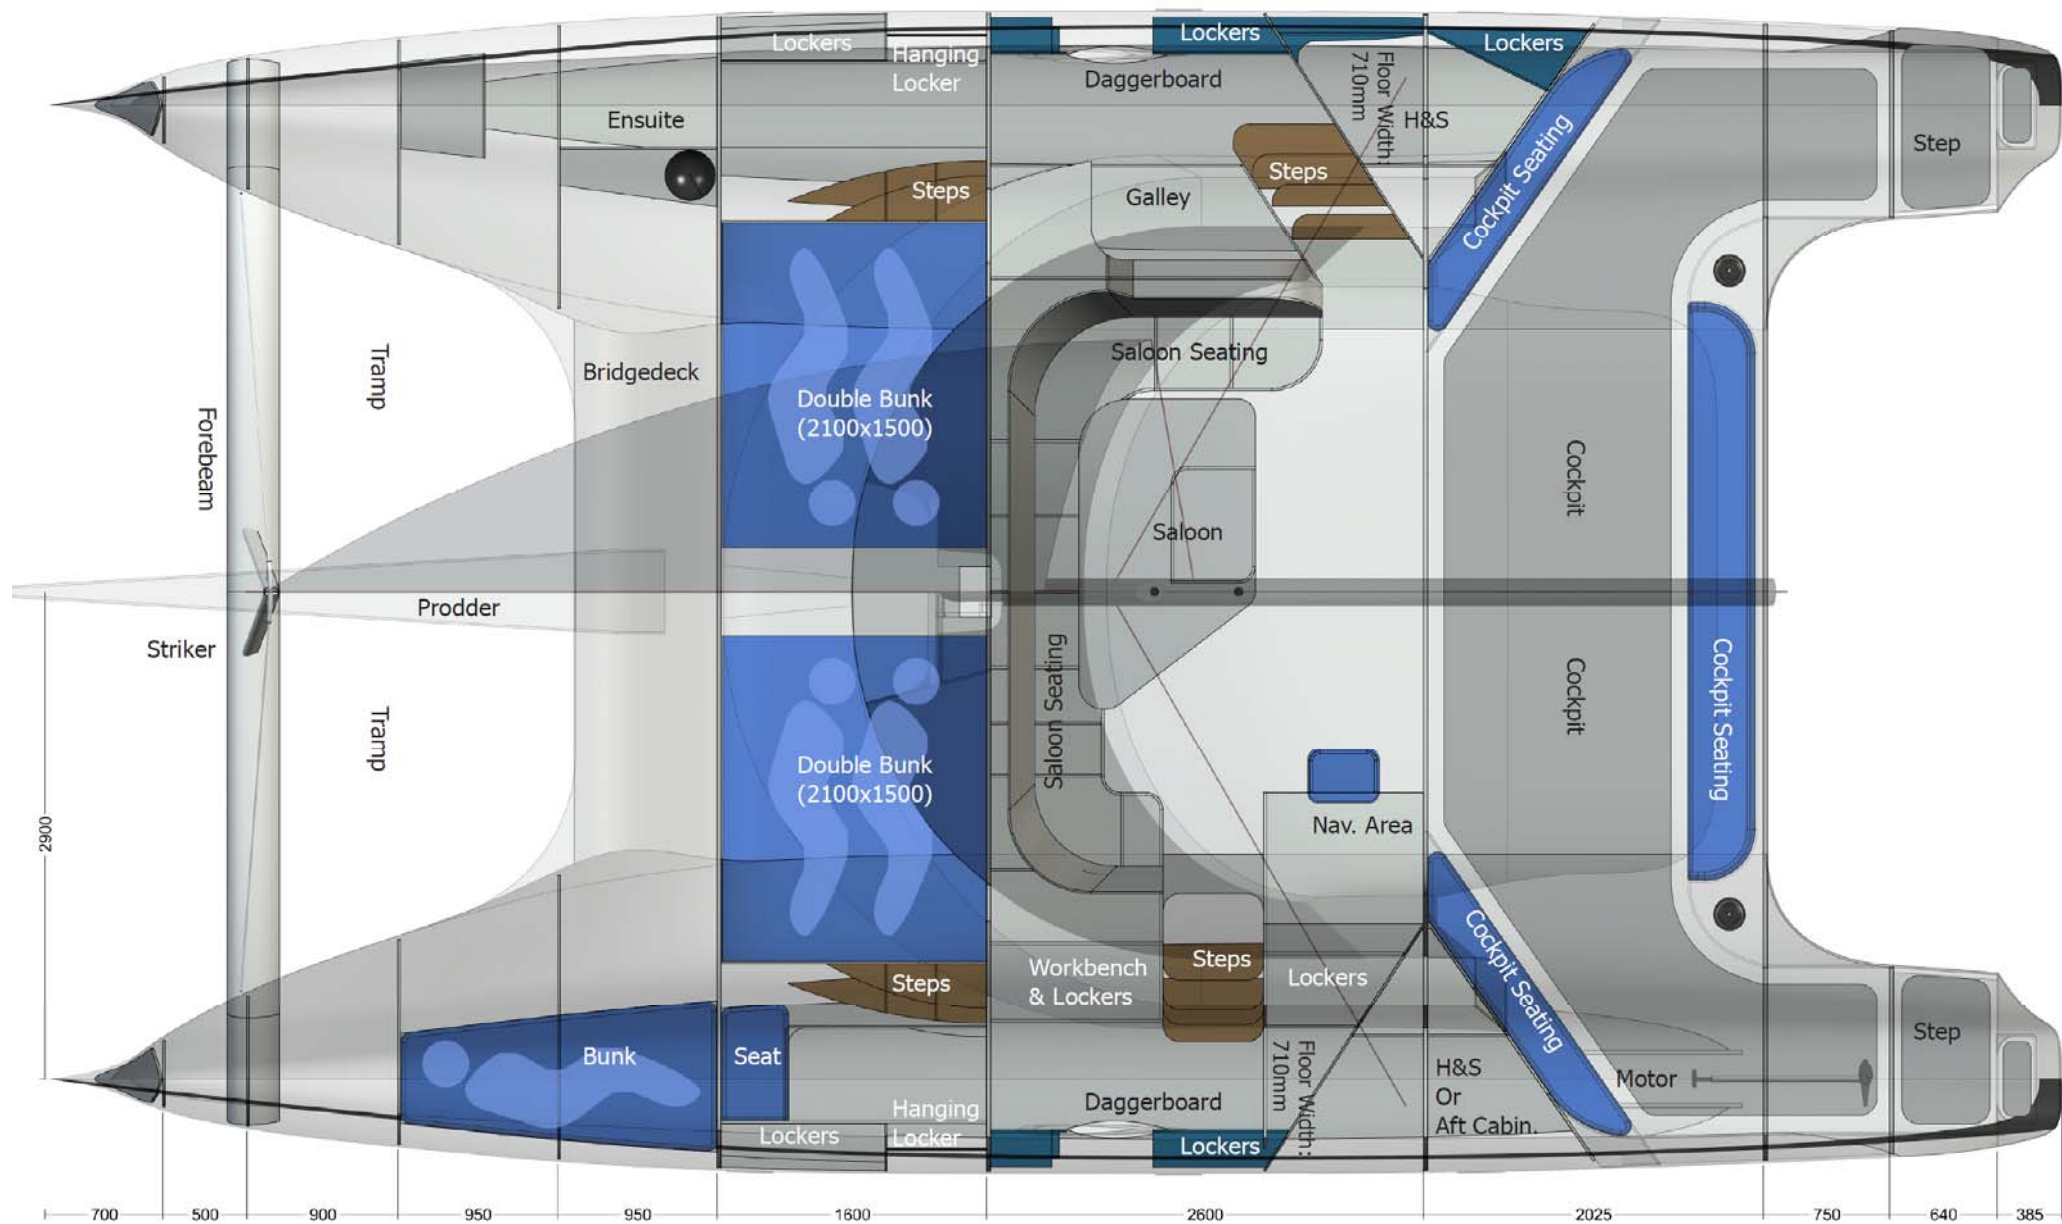 Lockers
Hanging
Locker
Lockers
Lockers
Daggerboard
Floor Width:
710mm
H&S
Ensuite
Steps
Galley
Steps
Cockpit Seating
Step
Tramp
Bridgedeck
Saloon Seating
Forebeam
Double Bunk
(2100x1500)
Cockpit
Saloon
Prodder
Striker
Tramp
Saloon Seating
Double Bunk
(2100x1500)
Cockpit
Cockpit Seating
Nav. Area
2900
Steps
Workbench
& Lockers
Steps
Lockers
Cockpit Seating
Step
Bunk
Seat
Floor Width:
710mm
H&S
Or
Aft Cabin.
Motor
Hanging
Locker
Daggerboard
Lockers
Lockers
700 500 900 950 950 1600 2600 2025 750 640 385